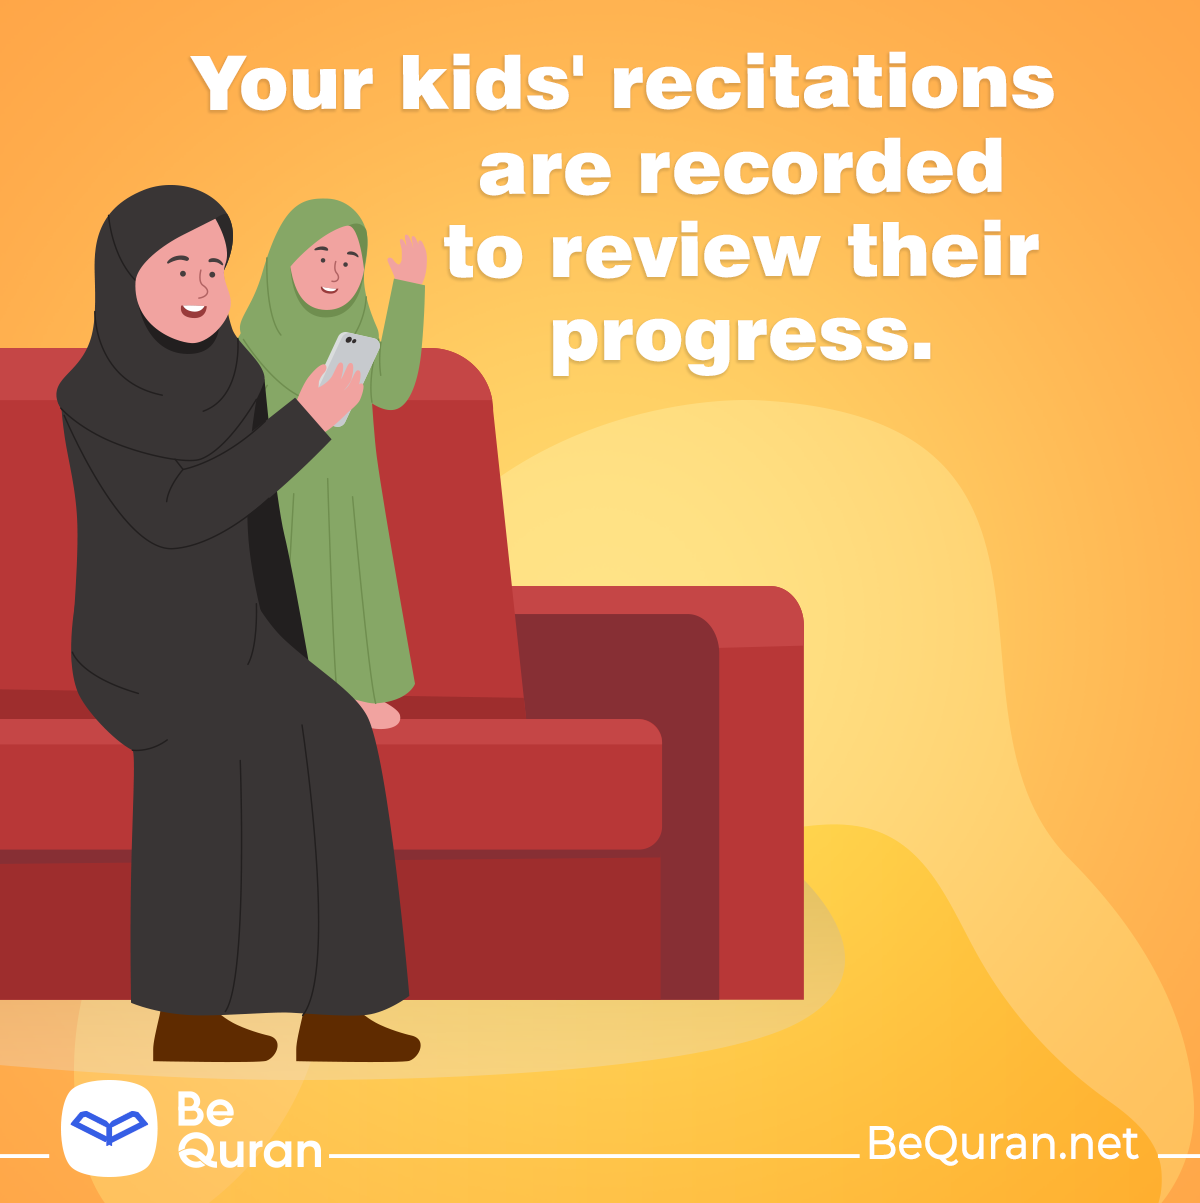 Your kids' recitations
are recorded
to review their
progress.
Be
Quran
BeQuran.net